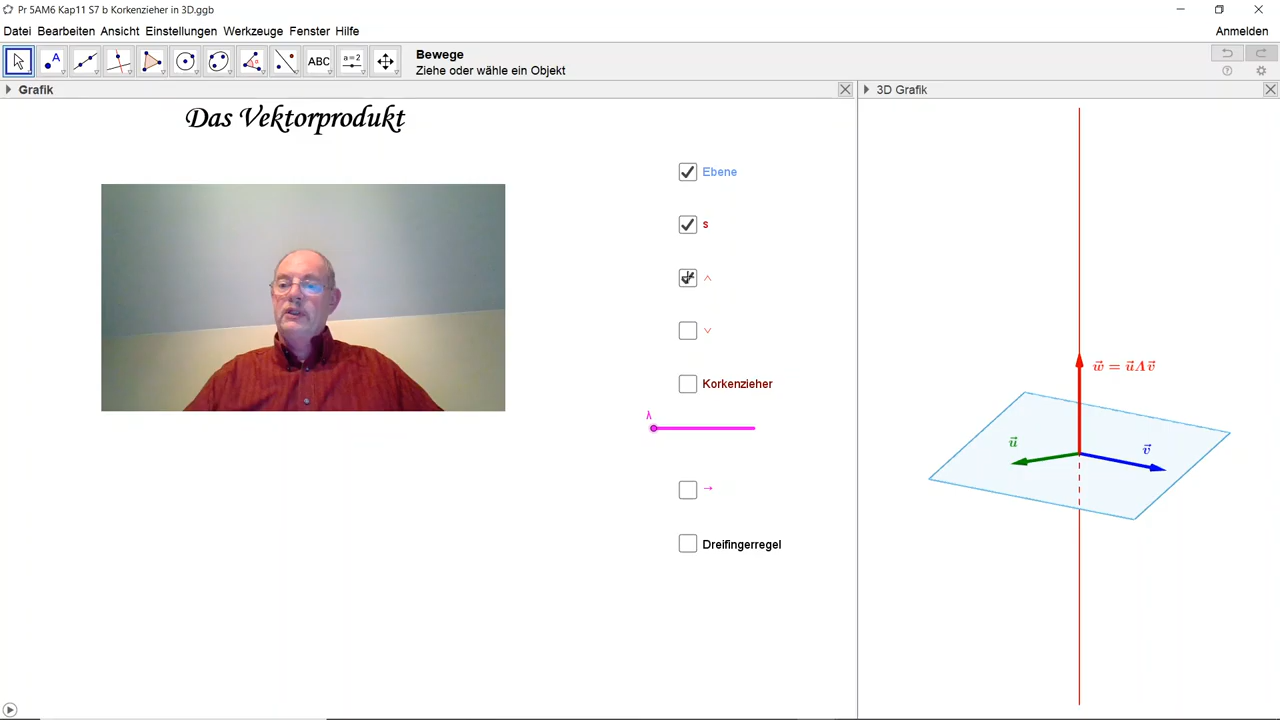 Pr 5AM6 Kap11 S7 b Korkenzieher in 3D.ggb
Datei Bearbeiten Ansicht Einstellungen Werkzeuge Fenster Hilfe
Anmelden
A
ABC
a=2
Bewege
Ziehe oder wähle ein Objekt
Grafik
3D Grafik
Das Vektorprodukt
Ebene
s
^
v
Korkenzieher
λ
→
Dreifingerregel
w⃗ = u⃗Λv⃗
u⃗
v⃗